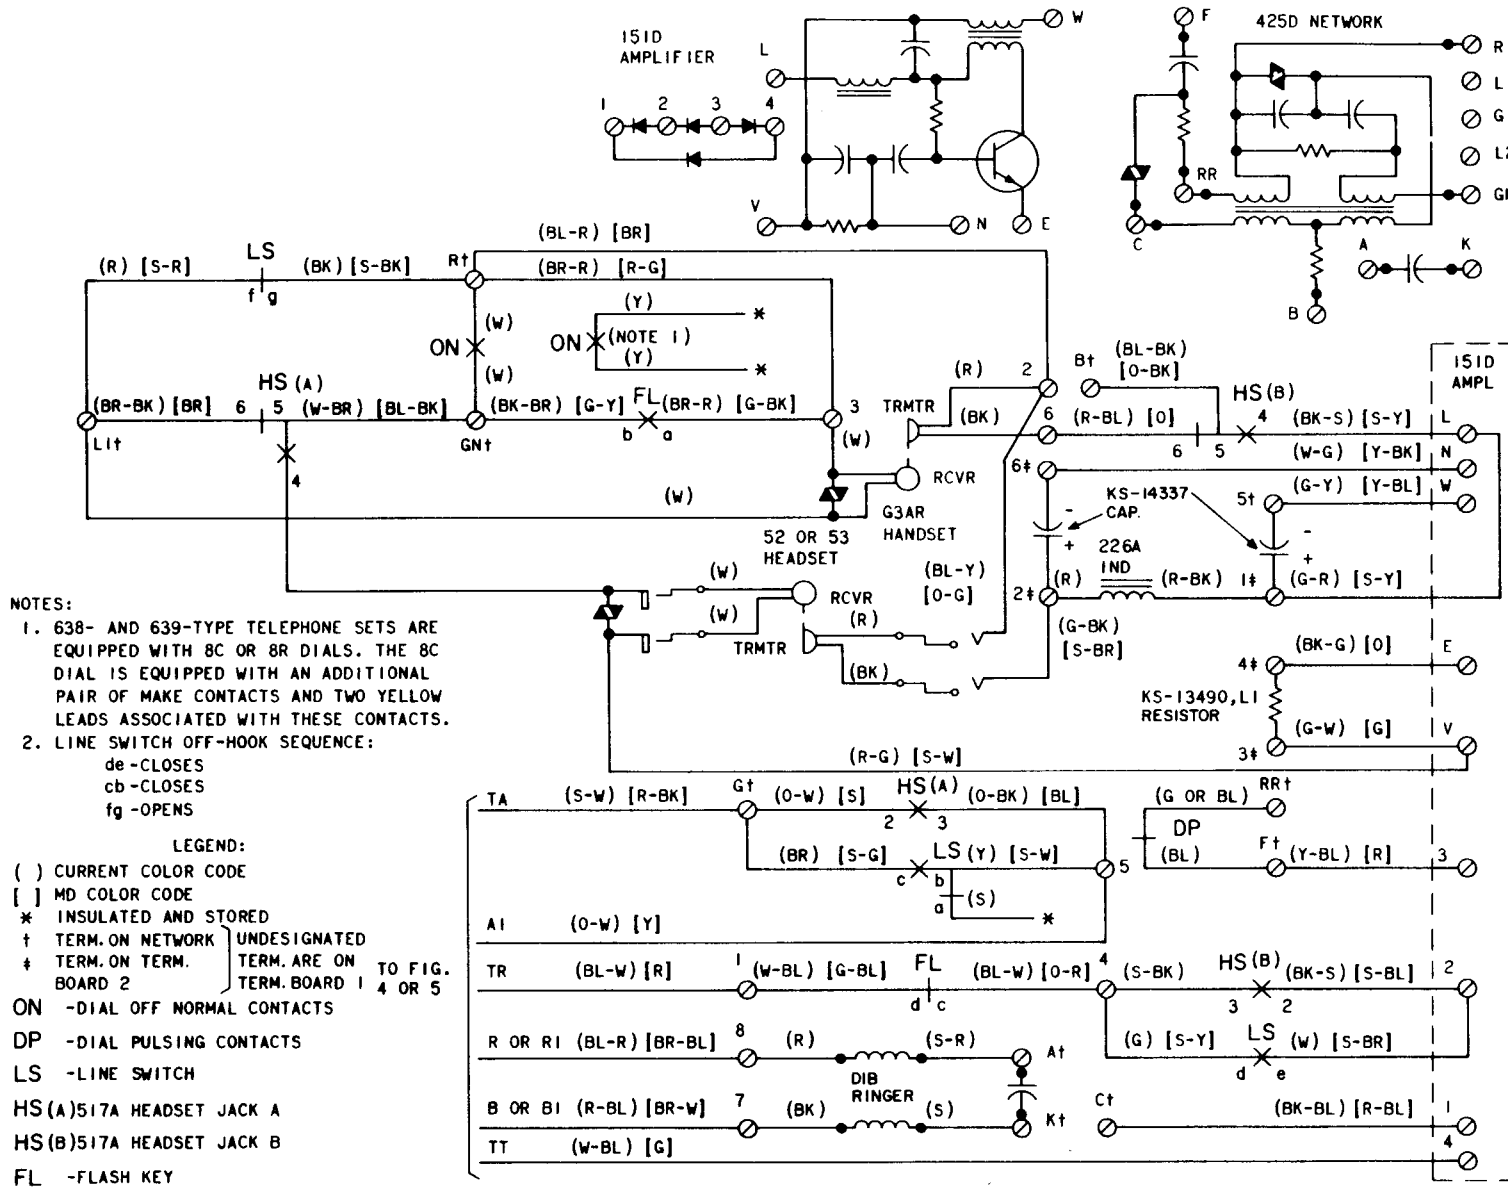 151D
AMPLIFIER
L
W
1 2 3 4
V
N
E
425D NETWORK
F
R
L
G
RR
C
A
K
B
(R) [S-R]
LS
(BK) [S-BK]
f g
R†
(BL-R) [BR]
(BR-R) [R-G]
(Y)
*
ON
(W)
ON
(NOTE 1)
(W)
(Y)
*
HS (A)
(BR-BK) [BR]
6 5
(W-BR) [BL-BK]
(BK-BR) [G-Y]
FL
(BR-R) [G-BK]
b a
3
L1†
GN†
4
(W)
(W)
52 OR 53
HEADSET
G3AR
HANDSET
TRMTR
RCVR
(R)
(BK)
2
6
B†
(BL-BK)
[O-BK]
(R-BL) [O]
6 5
HS (B)
4
(BK-S) [S-Y]
L
151D
AMPL
6‡
(W-G) [Y-BK]
N
KS-14337
CAP.
5†
(G-Y) [Y-BL]
W
-
+
-
+
226A
IND
2‡
(R)
(R-BK)
1‡
(G-R) [S-Y]
(BL-Y)
[O-G]
(G-BK)
[S-BR]
(W)
(W)
RCVR
(R)
TRMTR
(BK)
4‡
(BK-G) [O]
E
KS-13490, L1
RESISTOR
3‡
(G-W) [G]
V
(R-G) [S-W]
TA
(S-W) [R-BK]
G†
(O-W) [S]
HS (A)
(O-BK) [BL]
2 3
(BR) [S-G]
LS
(Y) [S-W]
c b
a
(S)
*
5
A1
(O-W) [Y]
(G OR BL)
RR†
DP
(BL)
F†
(Y-BL) [R]
3
TR
(BL-W) [R]
1
(W-BL) [G-BL]
FL
d c
(BL-W) [O-R]
4
(S-BK)
HS (B)
(BK-S) [S-BL]
2
3 2
(G) [S-Y]
LS
(W) [S-BR]
d e
R OR R1 (BL-R) [BR-BL]
8
(R)
(S-R)
A†
D1B
RINGER
B OR B1 (R-BL) [BR-W]
7
(BK)
(S)
K†
C†
(BK-BL) [R-BL]
1
TT
(W-BL) [G]
4
NOTES:
1. 638- AND 639-TYPE TELEPHONE SETS ARE
EQUIPPED WITH 8C OR 8R DIALS. THE 8C
DIAL IS EQUIPPED WITH AN ADDITIONAL
PAIR OF MAKE CONTACTS AND TWO YELLOW
LEADS ASSOCIATED WITH THESE CONTACTS.
2. LINE SWITCH OFF-HOOK SEQUENCE:
de -CLOSES
cb -CLOSES
fg -OPENS
LEGEND:
( ) CURRENT COLOR CODE
[ ] MD COLOR CODE
* INSULATED AND STORED
† TERM. ON NETWORK
‡ TERM. ON TERM.
BOARD 2
UNDESIGNATED
TERM. ARE ON
TERM. BOARD 1
TO FIG.
4 OR 5
ON -DIAL OFF NORMAL CONTACTS
DP -DIAL PULSING CONTACTS
LS -LINE SWITCH
HS (A) 517A HEADSET JACK A
HS (B) 517A HEADSET JACK B
FL -FLASH KEY